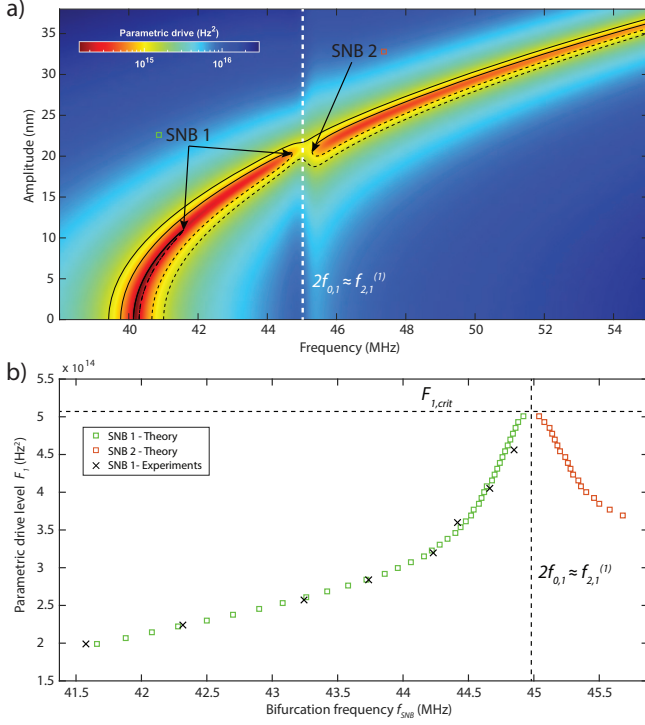 a)
Parametric drive (Hz²)
10¹⁵ 10¹⁶
SNB 2
SNB 1
2f0,1 ≈ f2,1(1)
Amplitude (nm)
35
30
25
20
15
10
5
0
40 42 44 46 48 50 52 54
Frequency (MHz)
b)
x 10¹⁴
F1,crit
SNB 1 - Theory
SNB 2 - Theory
SNB 1- Experiments
2f0,1 ≈ f2,1(1)
Parametric drive level F1 (Hz²)
5.5
5
4.5
4
3.5
3
2.5
2
1.5
41.5 42 42.5 43 43.5 44 44.5 45 45.5
Bifurcation frequency fSNB (MHz)